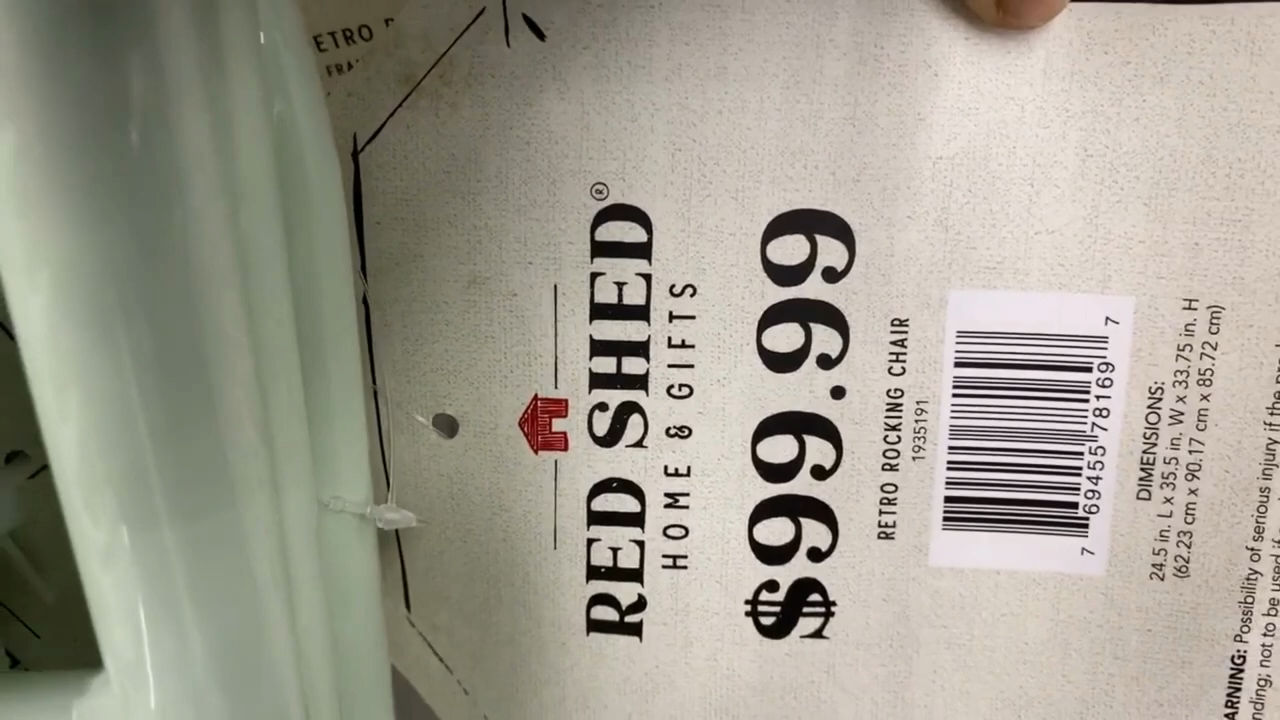 ETRO
RED SHED®
HOME & GIFTS
$99.99
RETRO ROCKING CHAIR
1935191
7 69455 78169 7
DIMENSIONS:
24.5 in. L x 35.5 in. W x 33.75 in. H
(62.23 cm x 90.17 cm x 85.72 cm)
ARNING: Possibility of serious injury if the
nding; not to be used